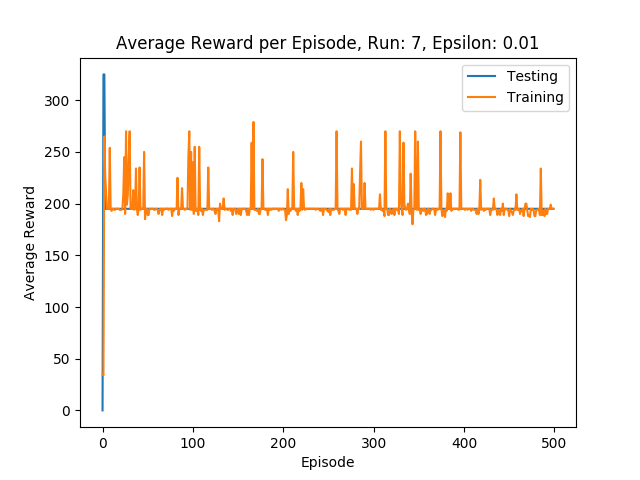 Average Reward per Episode, Run: 7, Epsilon: 0.01
Testing
Training
Average Reward
300
250
200
150
100
50
0
0 100 200 300 400 500
Episode